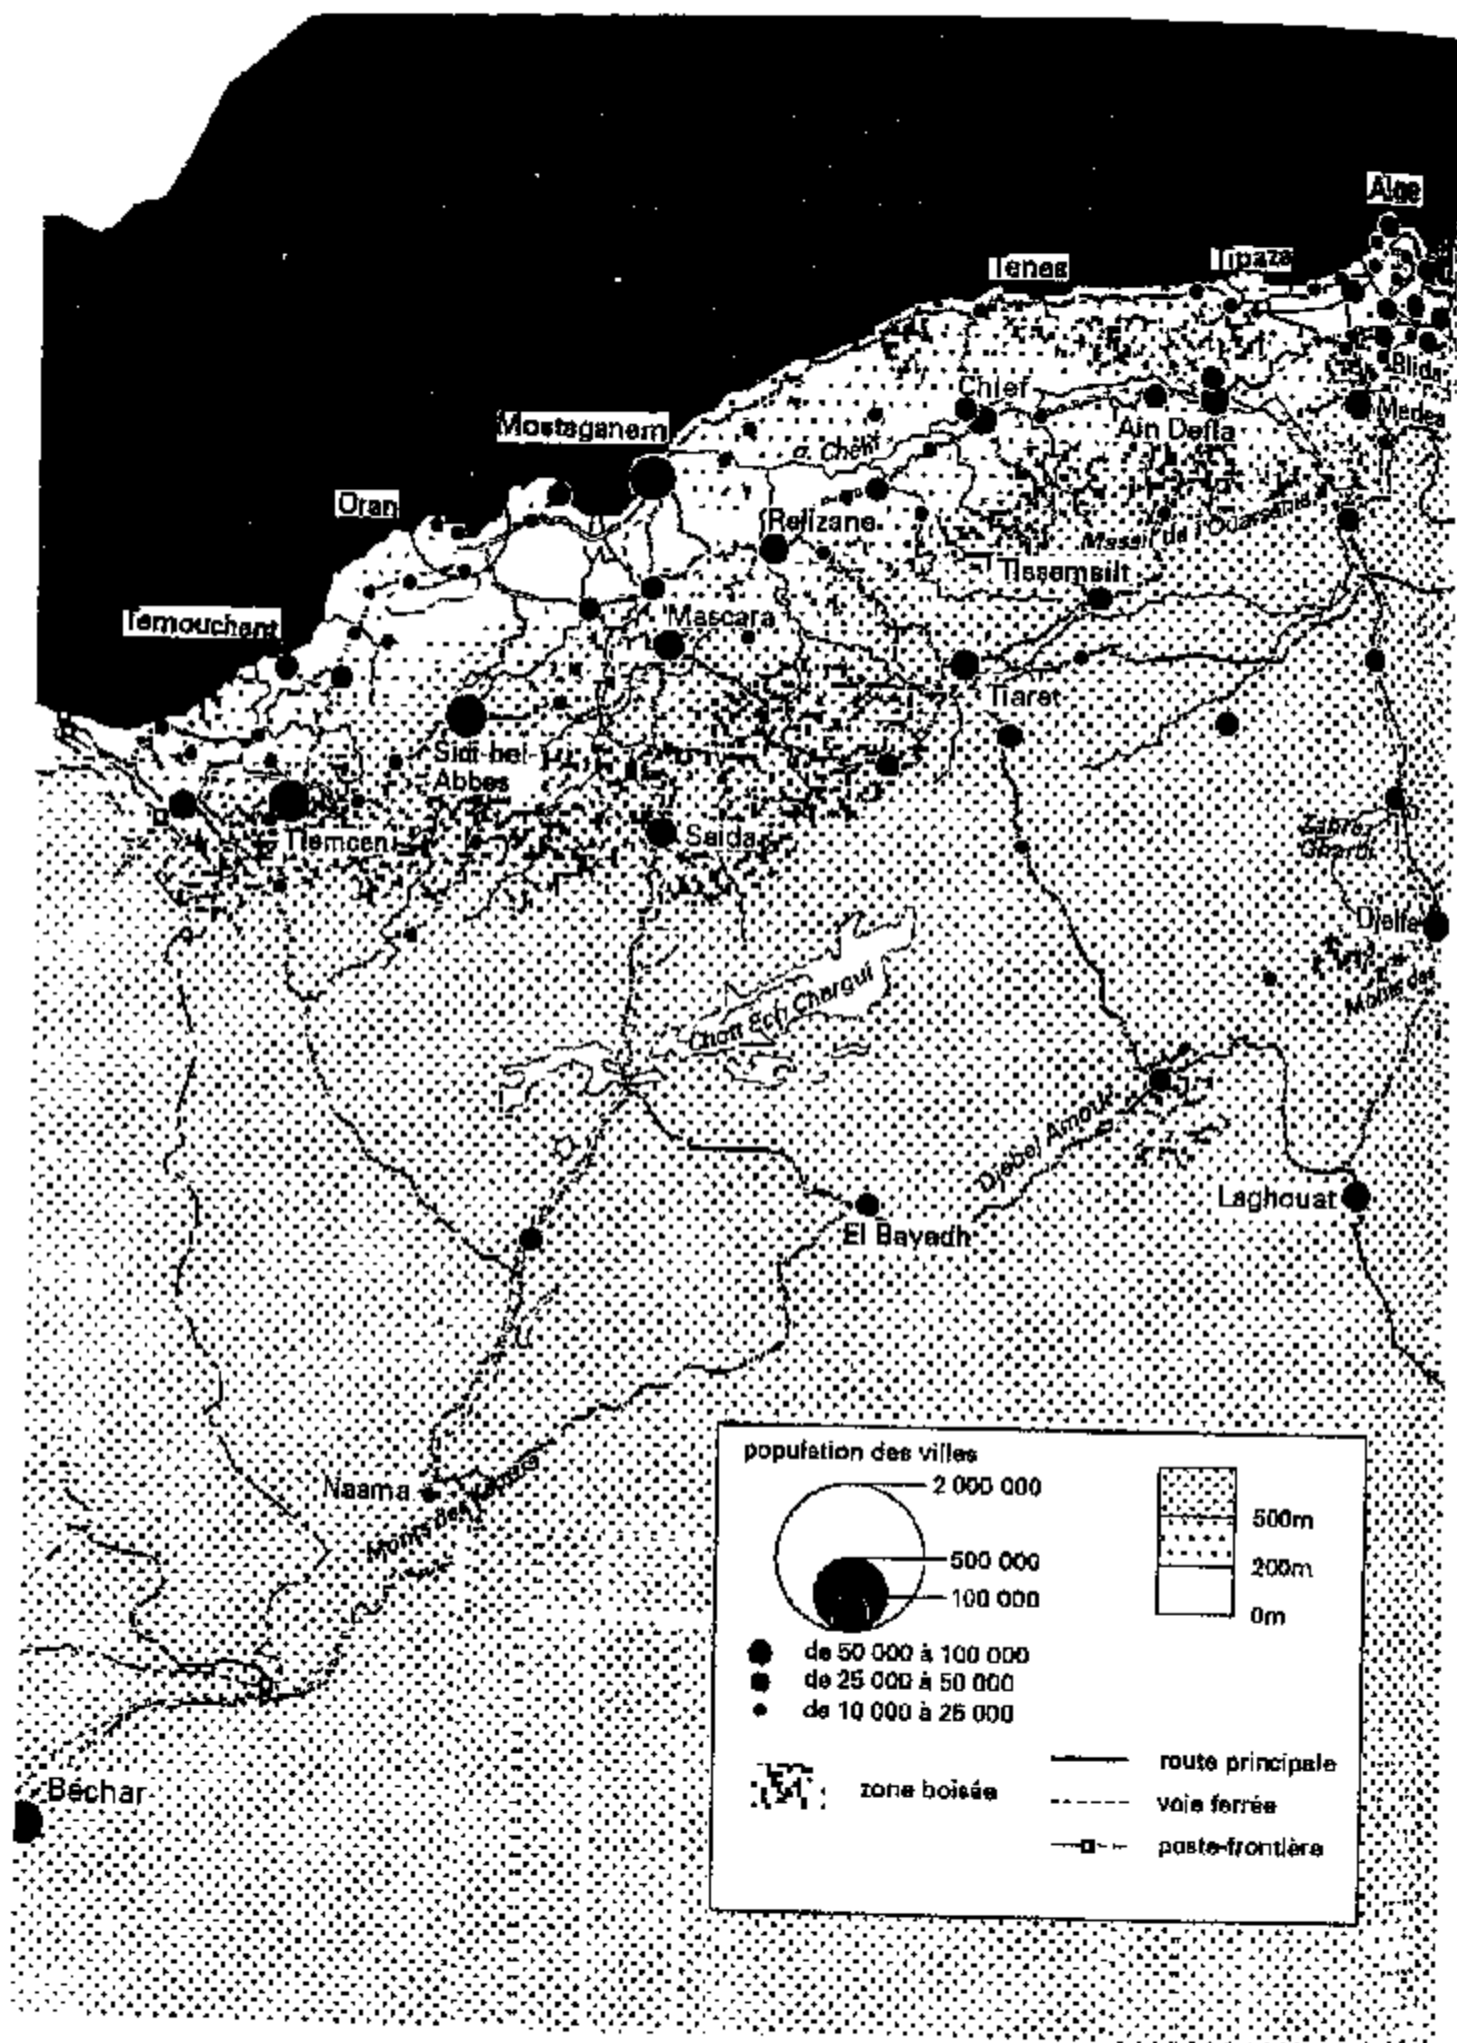 Alge
Tenes
Tipaza
Blida
Chlef
Medea
Mostaganem
Ain Defla
o. Chélif
Oran
Relizane
Massif de l'Ouarsenis
Tissemsilt
Temouchent
Mascara
Tiaret
Sidi-bel-
Abbes
Tlemcen
Saida
Zahrez
Gharbi
Djelfa
Monts des
Chott Ech Chargui
Djebel Amour
Laghouat
El Bayadh
Naama
Monts des Ksours
Béchar
population des villes
2 000 000
500 000
100 000
de 50 000 à 100 000
de 25 000 à 50 000
de 10 000 à 25 000
500m
200m
0m
zone boisée
route principale
voie ferrée
poste-frontière